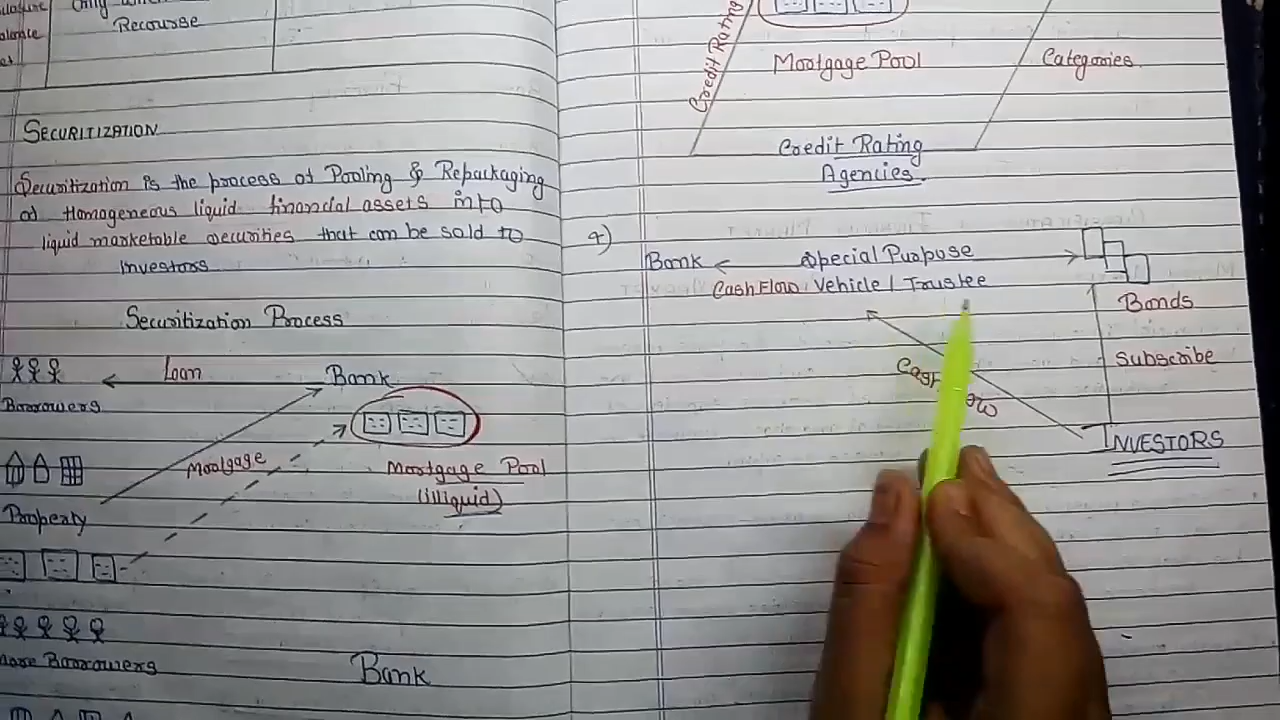 Only
Recourse
SECURITIZATION
Securitization is the process of Pooling & Repackaging
of Homogeneous liquid financial assets into
liquid marketable securities that can be sold to
Investors
Securitization Process
Loan
Bank
Borrowers
Mortgage
Mortgage Pool
(illiquid)
Property
more Borrowers
Bank
Credit Rating
Mortgage Pool
Categories
Credit Rating
Agencies
4)
Bank
Special Purpose
Cash Flow Vehicle / Trustee
Bonds
Subscribe
INVESTORS